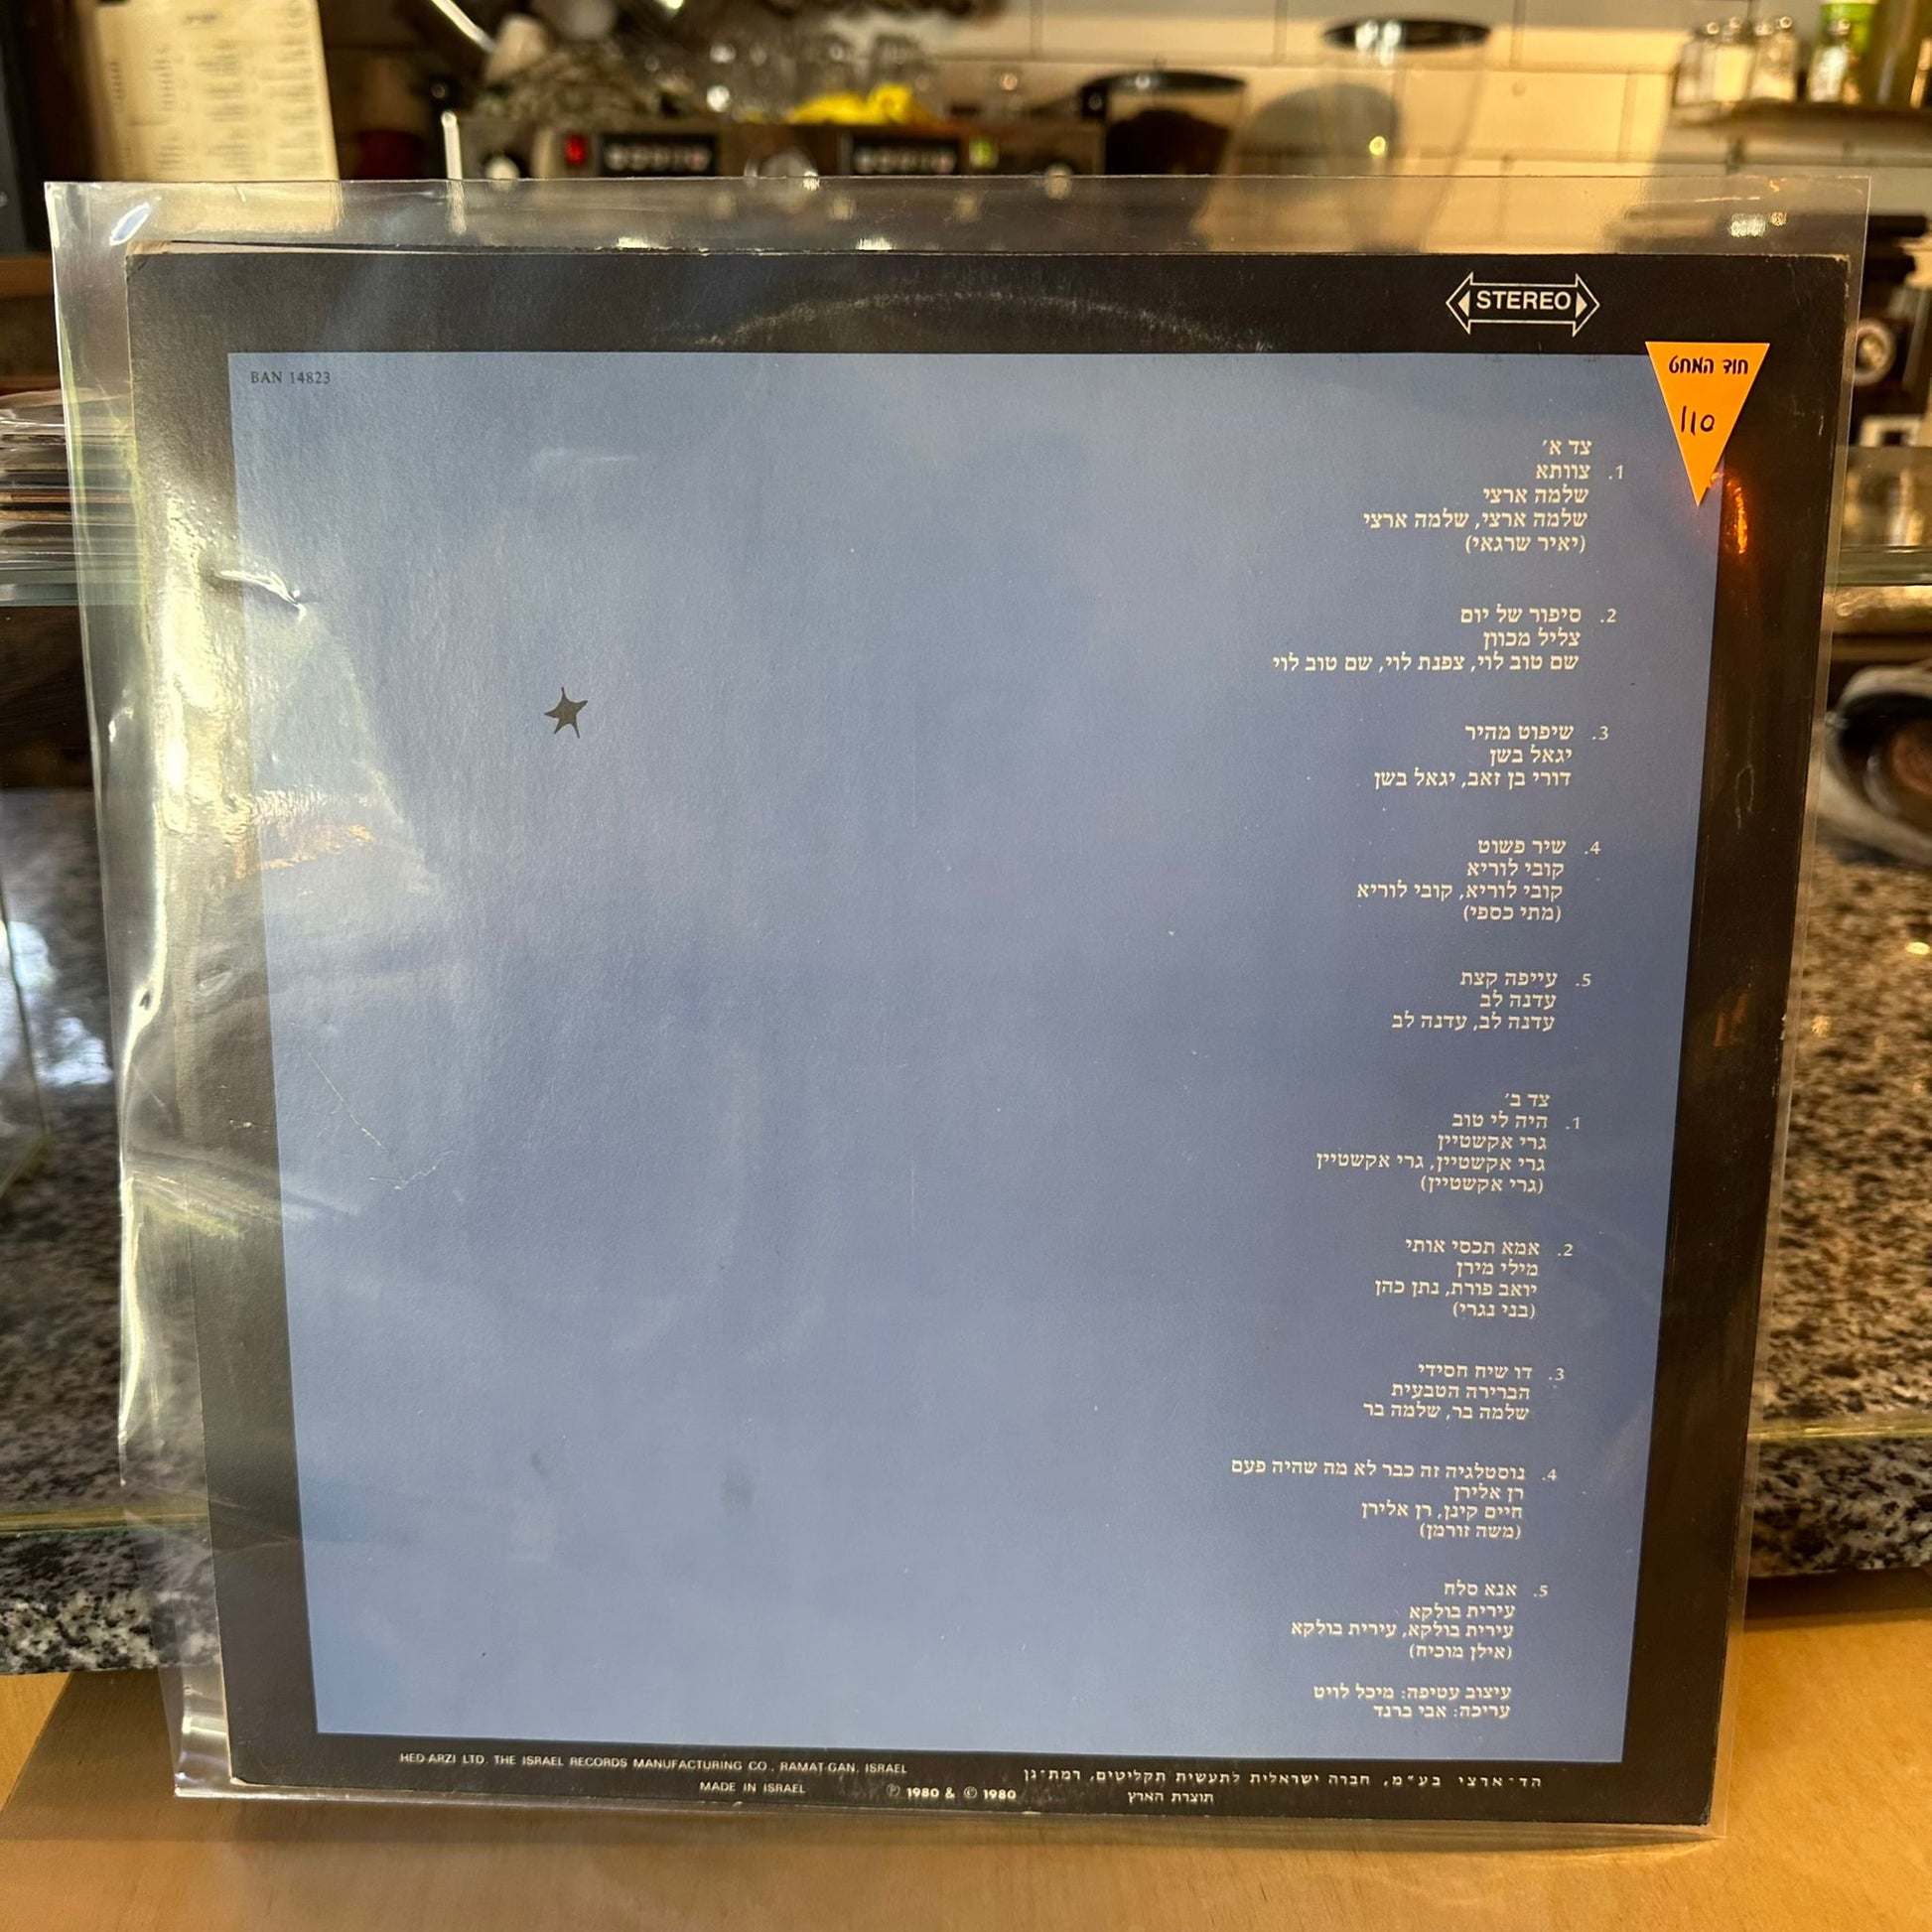 STEREO
BAN 14823
חוד המחט
110
צד א׳
1. צוותא
שלמה ארצי
שלמה ארצי, שלמה ארצי
(יאיר שרגאי)
2. סיפור של יום
צליל מכוון
שם טוב לוי, צפנת לוי, שם טוב לוי
3. שיפוט מהיר
יגאל בשן
דורי בן זאב, יגאל בשן
4. שיר פשוט
קובי לוריא
קובי לוריא, קובי לוריא
(מתי כספי)
5. עייפה קצת
עדנה לב
עדנה לב, עדנה לב
צד ב׳
1. היה לי טוב
גרי אקשטיין
גרי אקשטיין, גרי אקשטיין
(גרי אקשטיין)
2. אמא תכסי אותי
מילי מירן
יואב פורת, נתן כהן
(בני נגרי)
3. דו שיח חסידי
הברירה הטבעית
שלמה בר, שלמה בר
4. נוסטלגיה זה כבר לא מה שהיה פעם
רן אלירן
חיים קינן, רן אלירן
(משה זורמן)
5. אנא סלח
עירית בולקא
עירית בולקא, עירית בולקא
(אילן מוכיח)
עיצוב עטיפה: מיכל לויט
עריכה: אבי ברנד
HED-ARZI LTD. THE ISRAEL RECORDS MANUFACTURING CO., RAMAT-GAN, ISRAEL
MADE IN ISRAEL
℗ 1980 & © 1980
הד־ארצי בע״מ, חברה ישראלית לתעשית תקליטים, רמת־גן
תוצרת הארץ